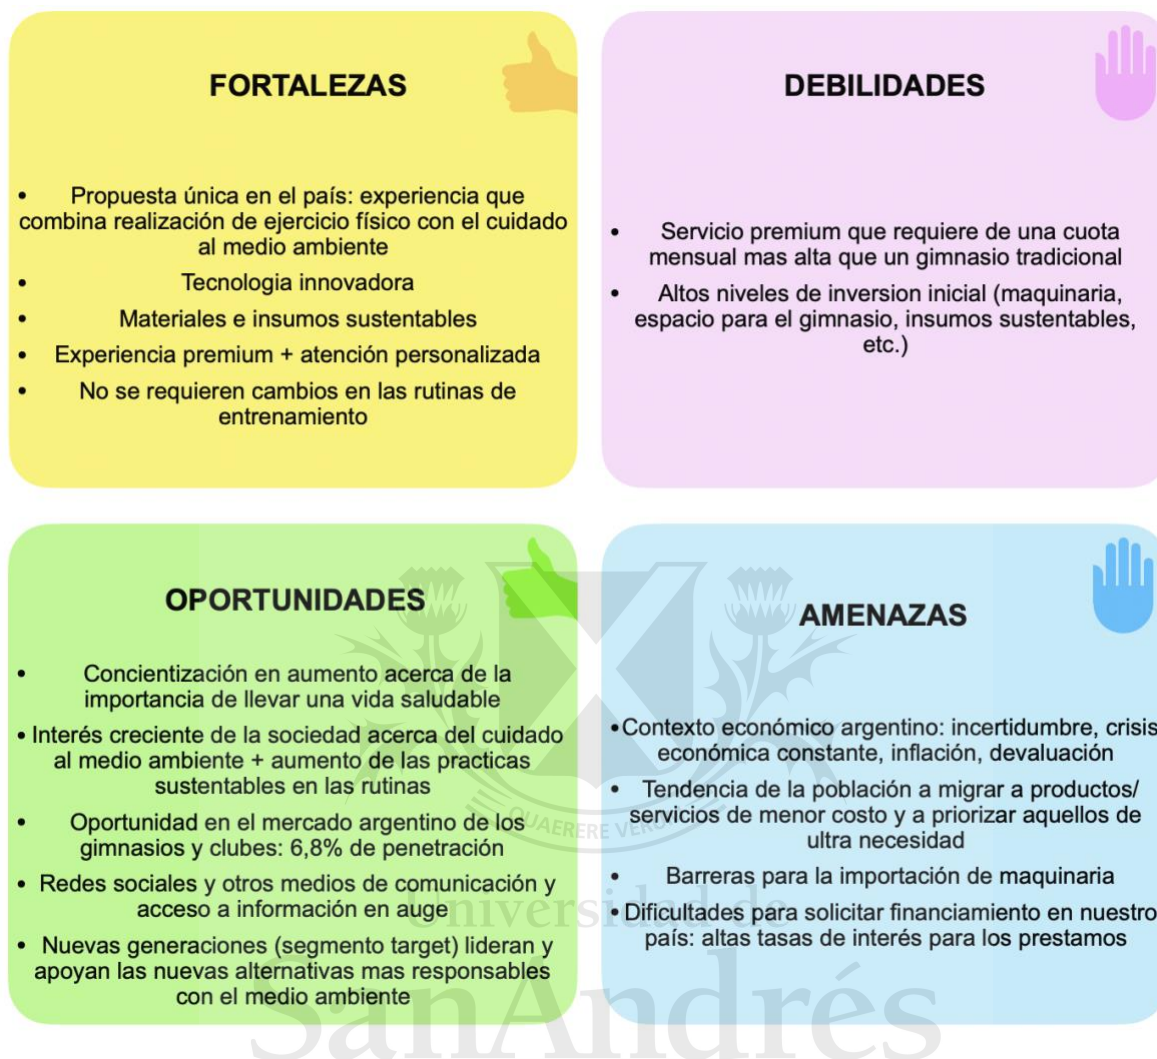 FORTALEZAS
• Propuesta única en el país: experiencia que
combina realización de ejercicio físico con el cuidado
al medio ambiente
• Tecnologia innovadora
• Materiales e insumos sustentables
• Experiencia premium + atención personalizada
• No se requieren cambios en las rutinas de
entrenamiento
DEBILIDADES
• Servicio premium que requiere de una cuota
mensual mas alta que un gimnasio tradicional
• Altos niveles de inversion inicial (maquinaria,
espacio para el gimnasio, insumos sustentables,
etc.)
OPORTUNIDADES
• Concientización en aumento acerca de la
importancia de llevar una vida saludable
• Interés creciente de la sociedad acerca del cuidado
al medio ambiente + aumento de las practicas
sustentables en las rutinas
• Oportunidad en el mercado argentino de los
gimnasios y clubes: 6,8% de penetración
• Redes sociales y otros medios de comunicación y
acceso a información en auge
• Nuevas generaciones (segmento target) lideran y
apoyan las nuevas alternativas mas responsables
con el medio ambiente
AMENAZAS
• Contexto económico argentino: incertidumbre, crisis
económica constante, inflación, devaluación
• Tendencia de la población a migrar a productos/
servicios de menor costo y a priorizar aquellos de
ultra necesidad
• Barreras para la importación de maquinaria
• Dificultades para solicitar financiamiento en nuestro
país: altas tasas de interés para los prestamos
QUAERERE VERUM
Universidad de
SanAndrés